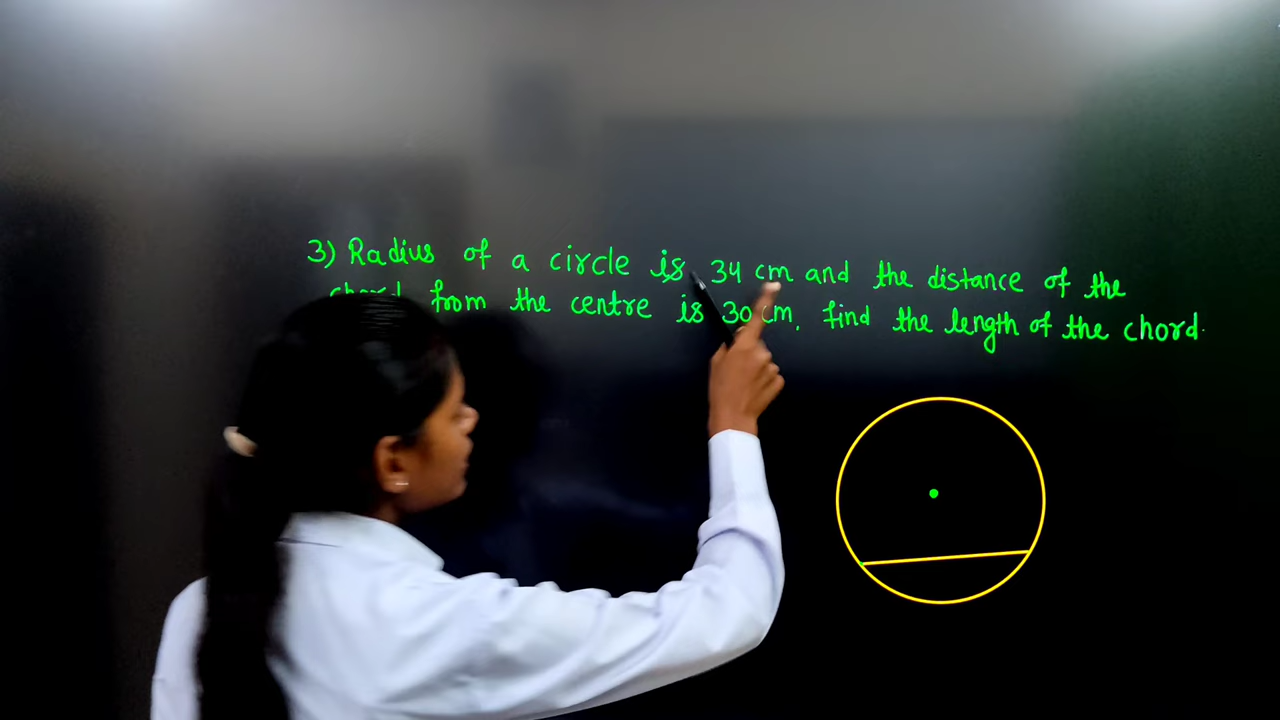 3) Radius of a circle is 34 cm and the distance of the
chord from the centre is 30 cm, find the length of the chord.